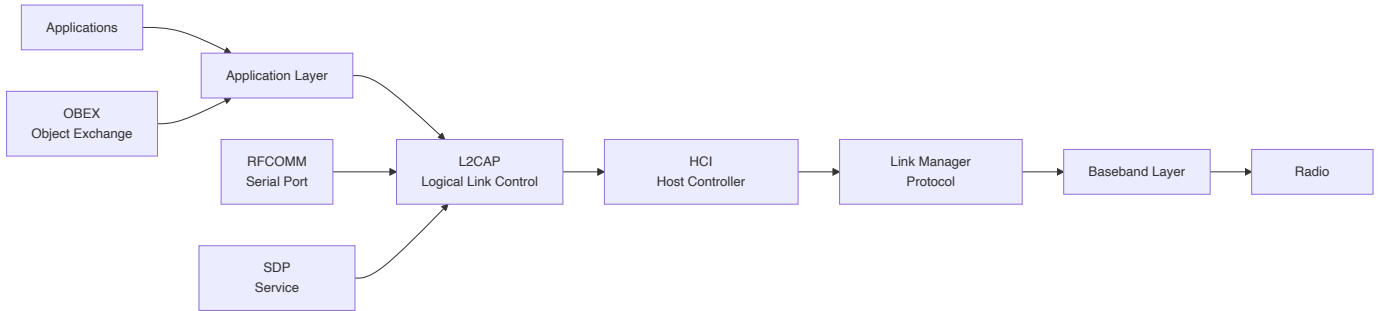 Applications
OBEX
Object Exchange
Application Layer
RFCOMM
Serial Port
SDP
Service
L2CAP
Logical Link Control
HCI
Host Controller
Link Manager
Protocol
Baseband Layer
Radio